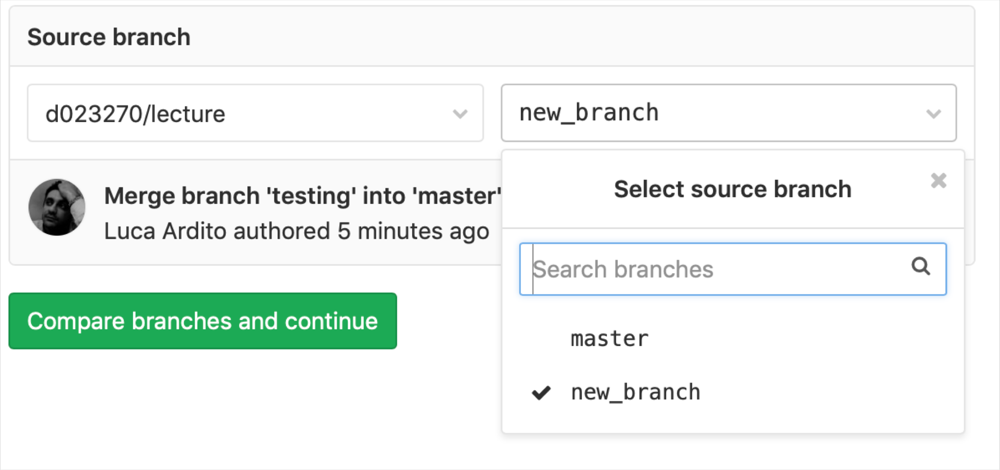 Source branch
d023270/lecture
new_branch
Merge branch 'testing' into 'master'
Luca Ardito authored 5 minutes ago
Compare branches and continue
Select source branch
Search branches
master
new_branch